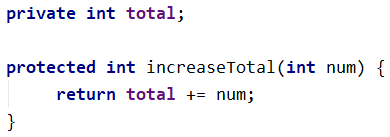 private int total;
protected int increaseTotal(int num) {
    return total += num;
}